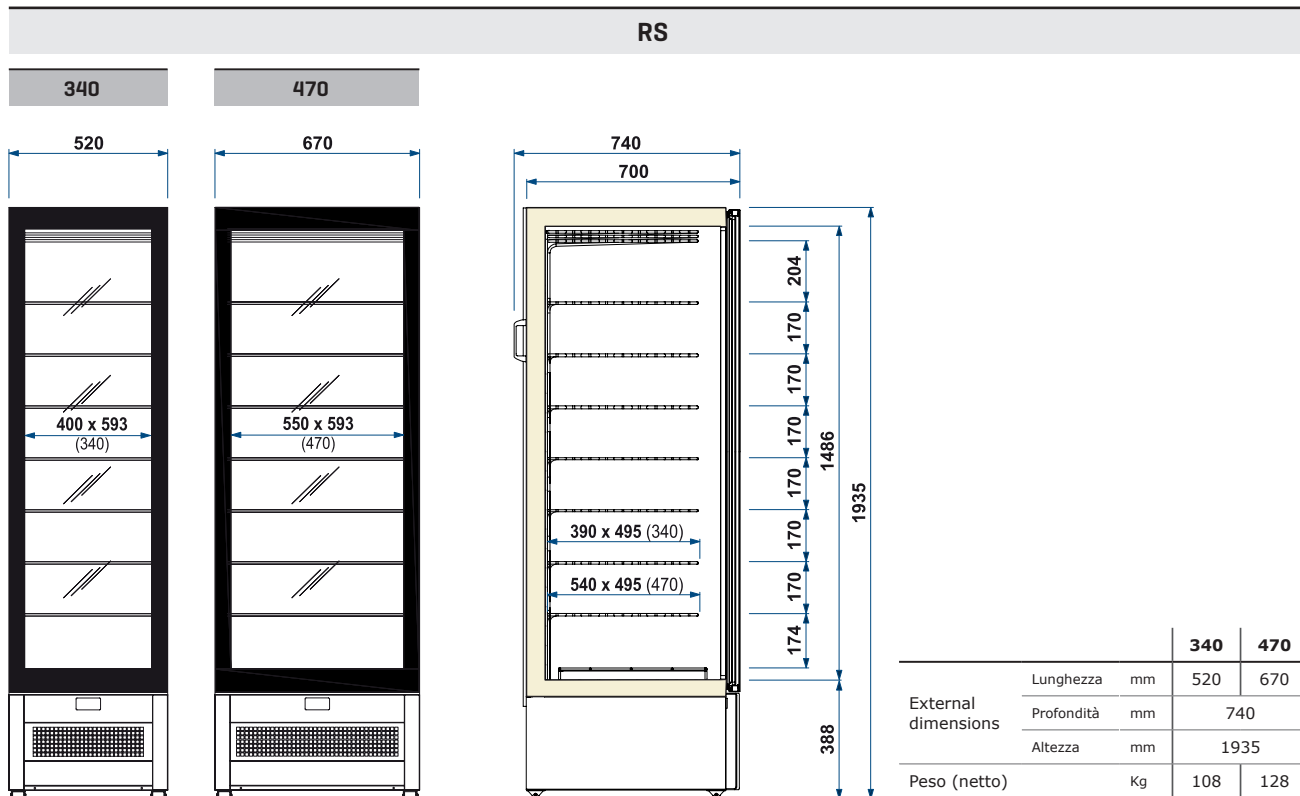 RS
340 470
520 670 740
700
204
170
170
170
170
170
170
174
1486
1935
388
400 x 593
(340)
550 x 593
(470)
390 x 495 (340)
540 x 495 (470)
340 470
External dimensions
Lunghezza mm 520 670
Profondità mm 740
Altezza mm 1935
Peso (netto) Kg 108 128